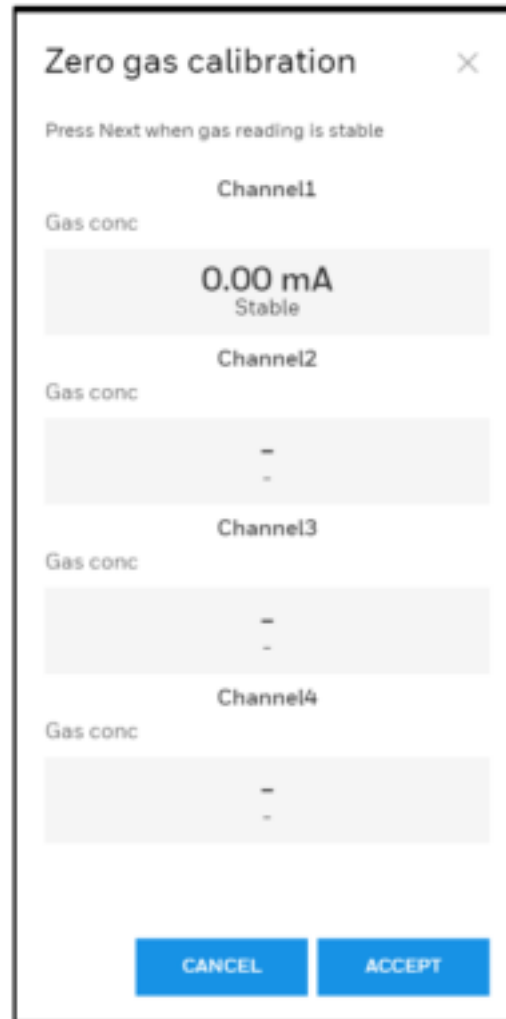 Zero gas calibration ×
Press Next when gas reading is stable
Channel1
Gas conc
0.00 mA
Stable
Channel2
Gas conc
-
-
Channel3
Gas conc
-
-
Channel4
Gas conc
-
-
CANCEL ACCEPT